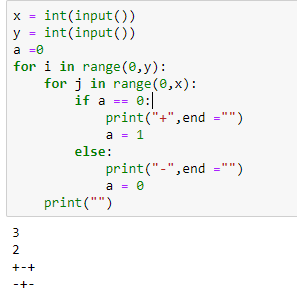 x = int(input())
y = int(input())
a =0
for i in range(0,y):
    for j in range(0,x):
        if a == 0:
            print("+",end ="")
            a = 1
        else:
            print("-",end ="")
            a = 0
    print("")
3
2
+-+
-+-